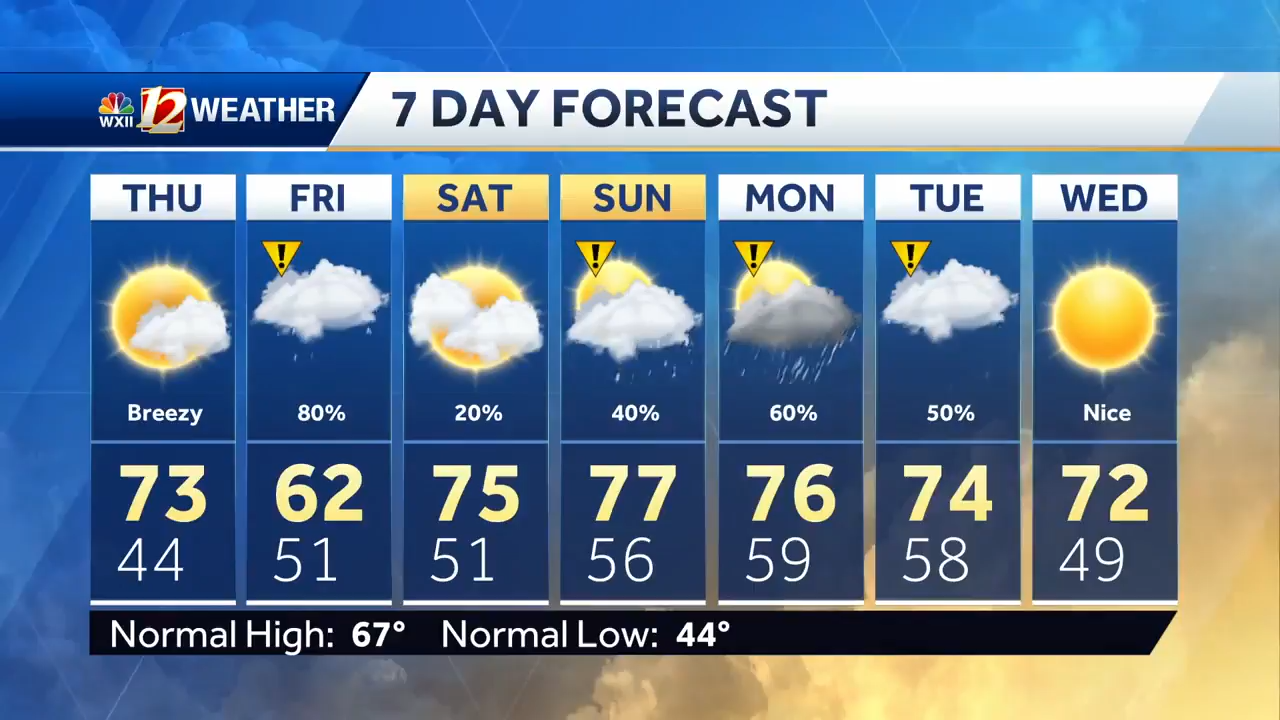 WXII 12 WEATHER
7 DAY FORECAST
THU FRI SAT SUN MON TUE WED
! ! ! !
Breezy 80% 20% 40% 60% 50% Nice
73 62 75 77 76 74 72
44 51 51 56 59 58 49
Normal High: 67° Normal Low: 44°